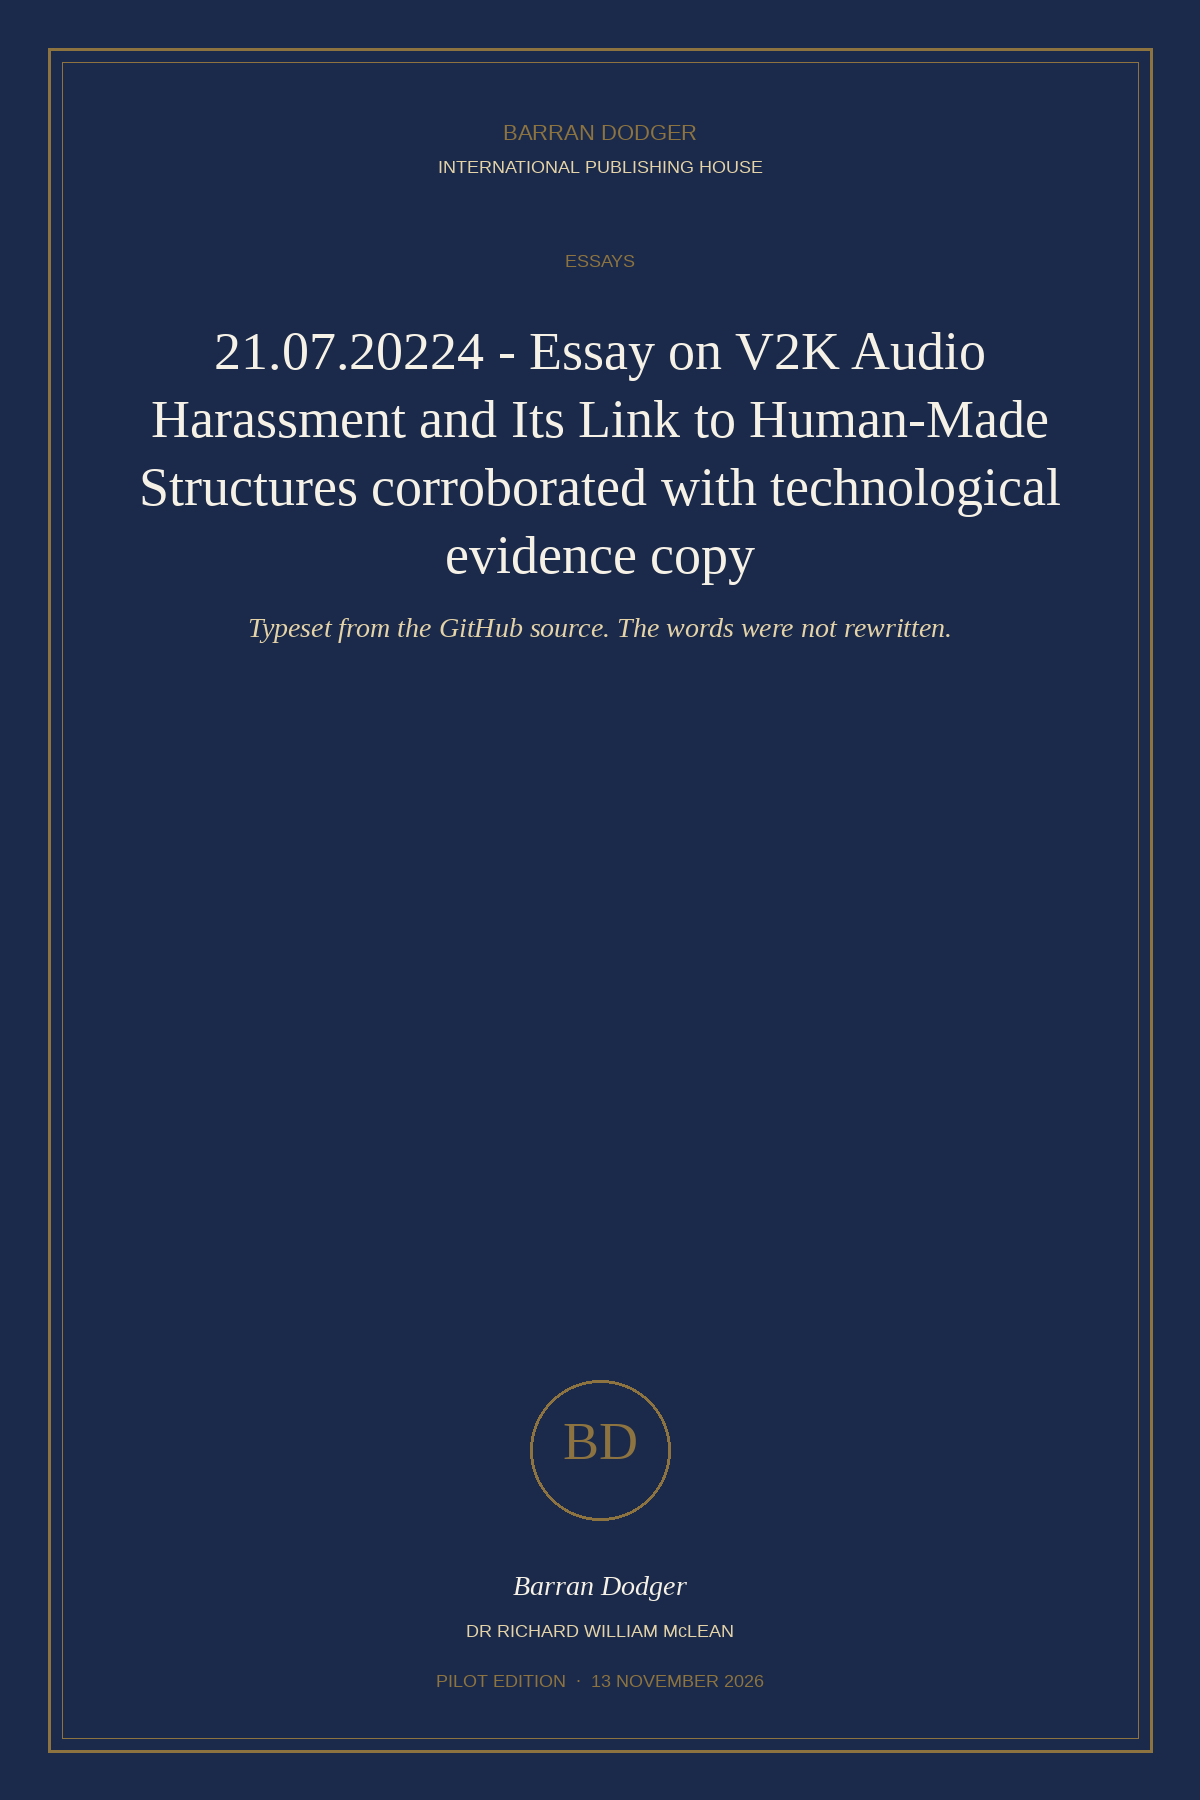 BARRAN DODGER
INTERNATIONAL PUBLISHING HOUSE
ESSAYS
21.07.20224 - Essay on V2K Audio
Harassment and Its Link to Human-Made
Structures corroborated with technological
evidence copy
Typeset from the GitHub source. The words were not rewritten.
BD
Barran Dodger
DR RICHARD WILLIAM McLEAN
PILOT EDITION · 13 NOVEMBER 2026